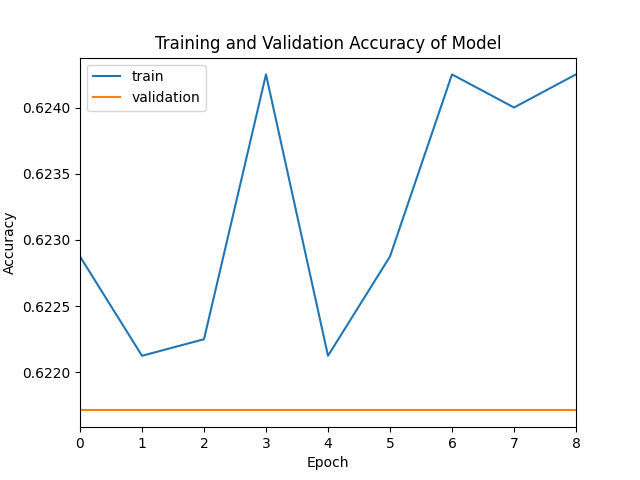 Training and Validation Accuracy of Model
train
validation
Accuracy
0.6240
0.6235
0.6230
0.6225
0.6220
0 1 2 3 4 5 6 7 8
Epoch